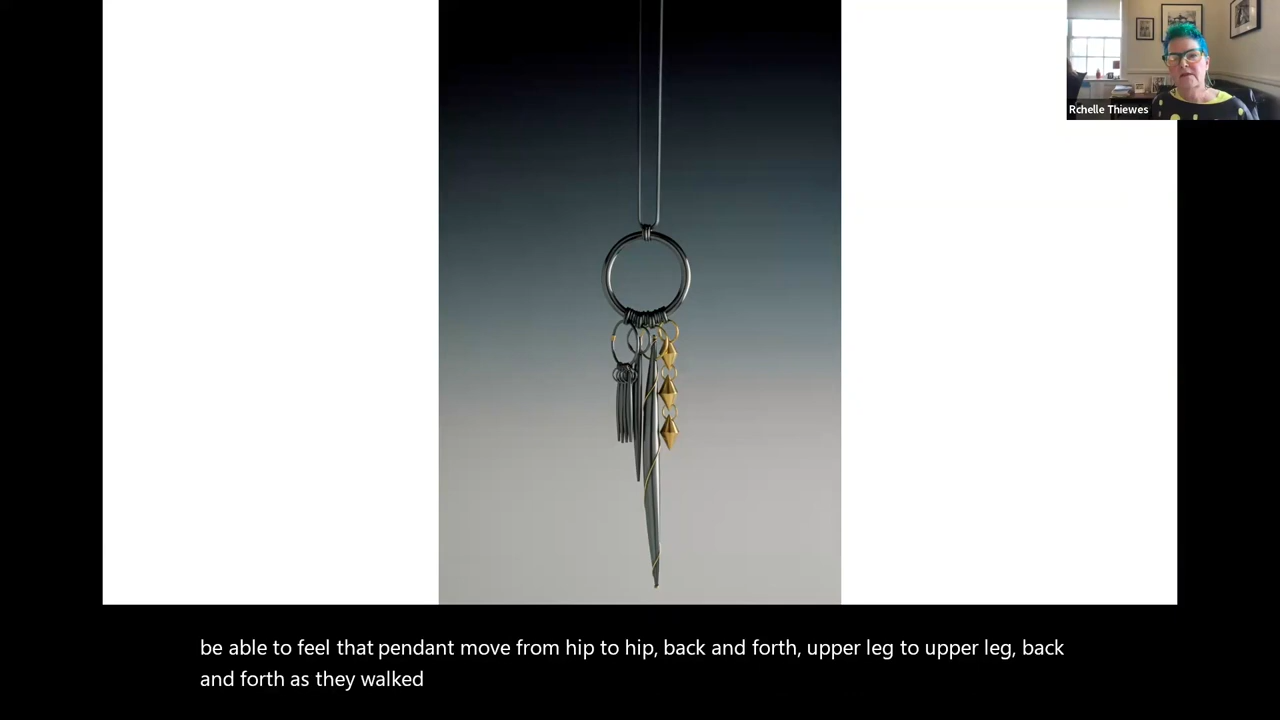 Rchelle Thiewes
be able to feel that pendant move from hip to hip, back and forth, upper leg to upper leg, back
and forth as they walked